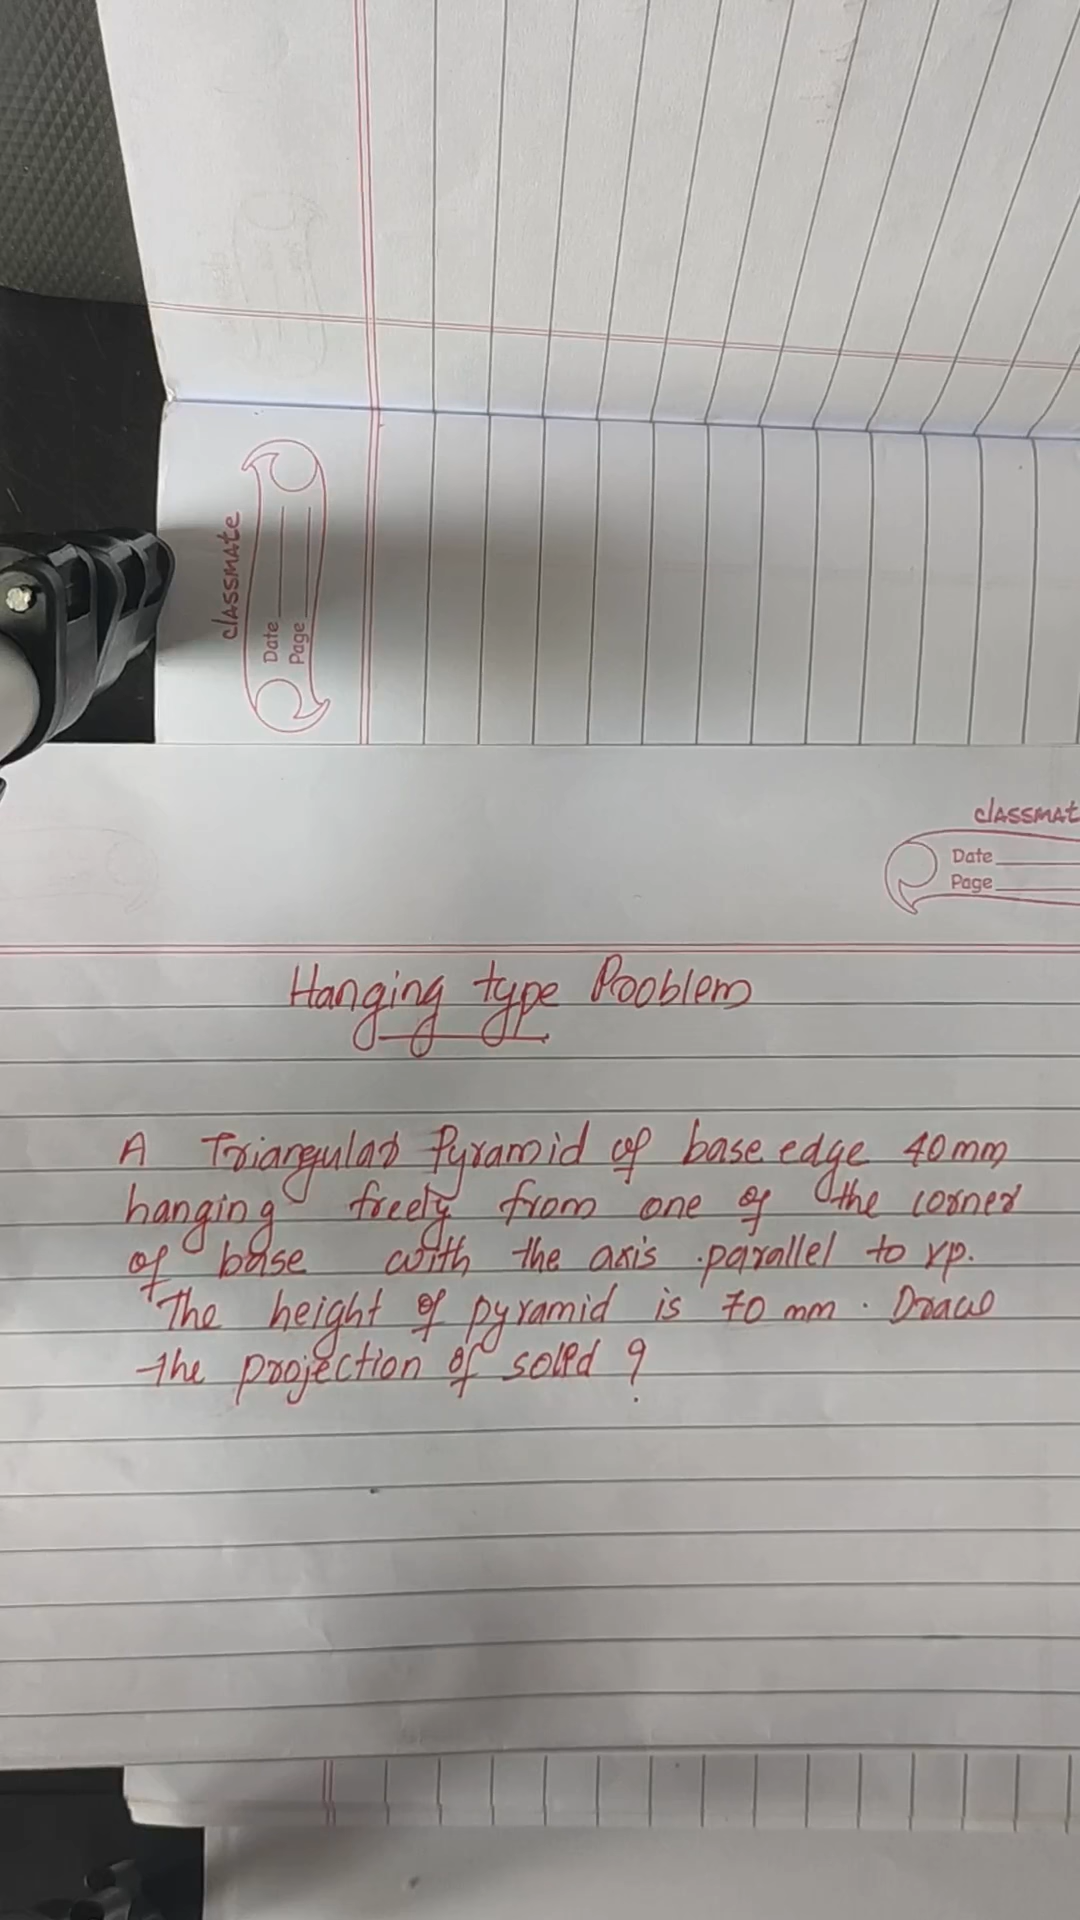 classmate
Date
Page
classmat
Date
Page
Hanging type Problem
A Triangular Pyramid of base edge 40mm
hanging freely from one of the corner
of base with the axis parallel to VP.
The height of pyramid is 70 mm. Draw
the projection of solid ?